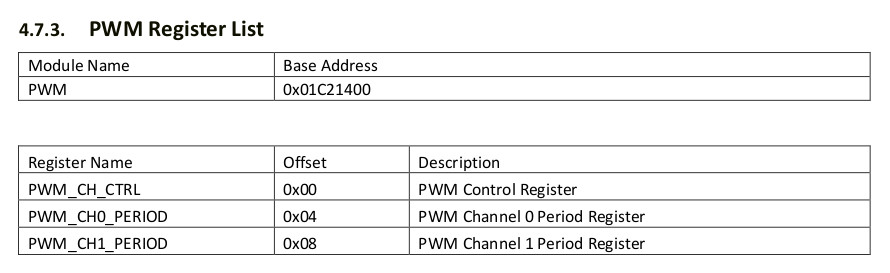 4.7.3. PWM Register List
Module Name Base Address
PWM 0x01C21400
Register Name Offset Description
PWM_CH_CTRL 0x00 PWM Control Register
PWM_CH0_PERIOD 0x04 PWM Channel 0 Period Register
PWM_CH1_PERIOD 0x08 PWM Channel 1 Period Register